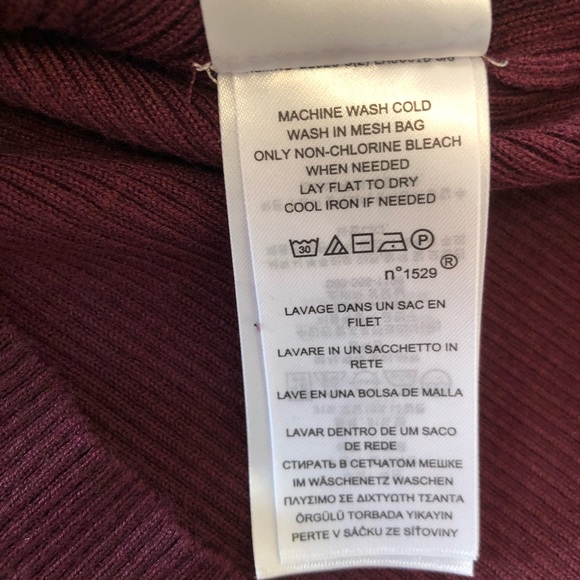 MACHINE WASH COLD
WASH IN MESH BAG
ONLY NON-CHLORINE BLEACH
WHEN NEEDED
LAY FLAT TO DRY
COOL IRON IF NEEDED
30 P
n°1529 ®
LAVAGE DANS UN SAC EN
FILET
LAVARE IN UN SACCHETTO IN
RETE
LAVE EN UNA BOLSA DE MALLA
LAVAR DENTRO DE UM SACO
DE REDE
СТИРАТЬ В СЕТЧАТОМ МЕШКЕ
IM WÄSCHENETZ WASCHEN
ΠΛΥΣΙΜΟ ΣΕ ΔΙΧΤΥΩΤΗ ΤΣΑΝΤΑ
ÖRGÜLÜ TORBADA YIKAYIN
PERTE V SÁČKU ZE SÍŤOVINY